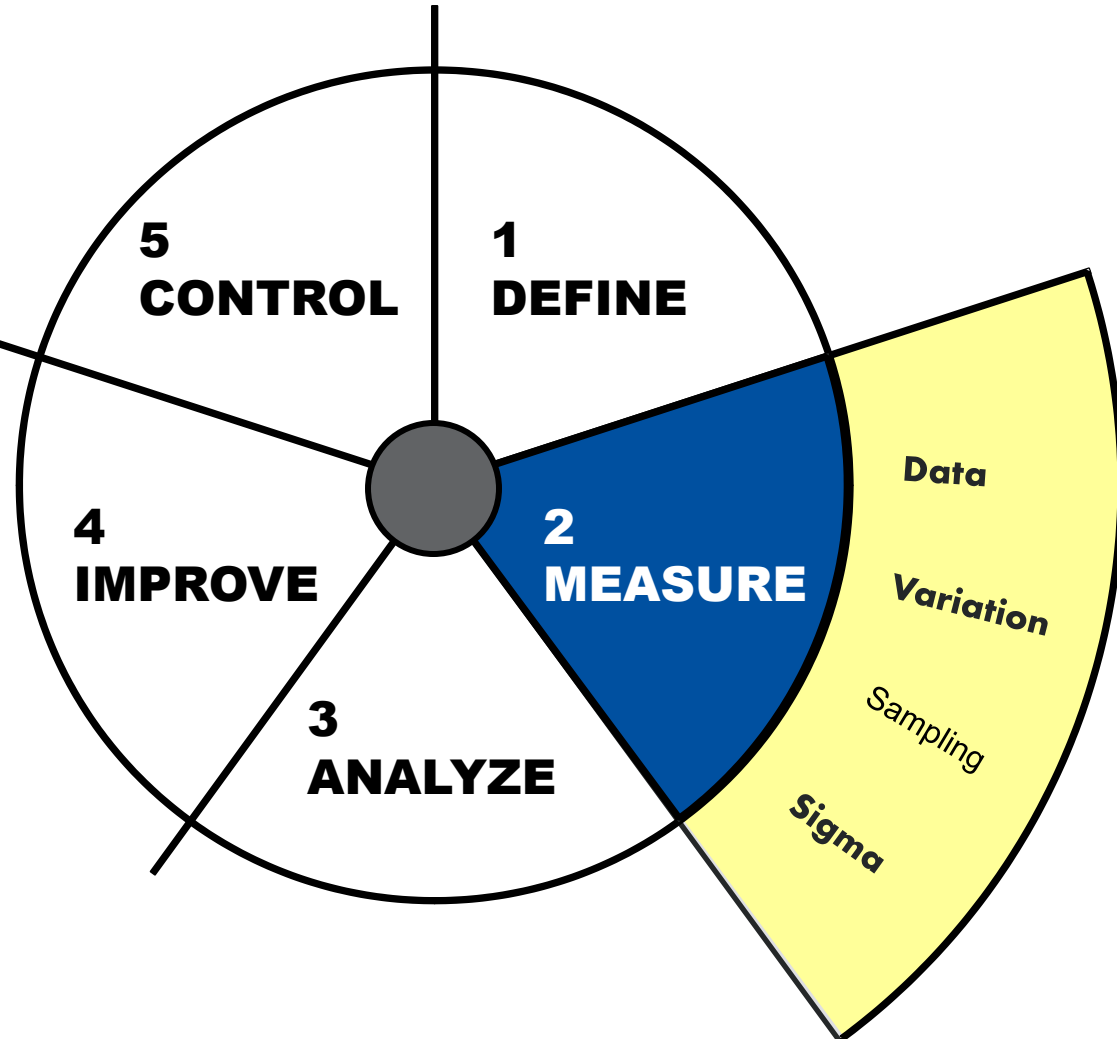 1
DEFINE
2
MEASURE
Data
Variation
Sampling
Sigma
3
ANALYZE
4
IMPROVE
5
CONTROL